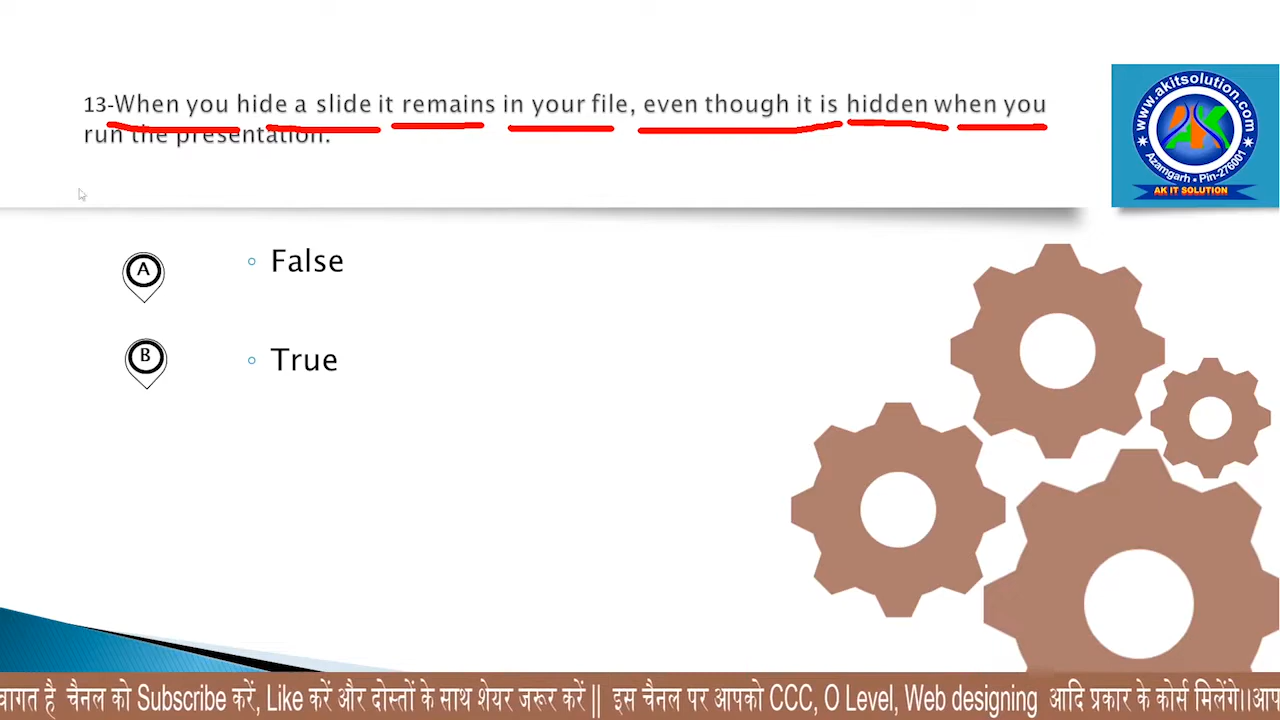 13-When you hide a slide it remains in your file, even though it is hidden when you
run the presentation.
www.akitsolution.com
Azamgarh • Pin-276001
AK IT SOLUTION
A
False
B
True
वागत है चैनल को Subscribe करें, Like करें और दोस्तों के साथ शेयर जरूर करें || इस चैनल पर आपको CCC, O Level, Web designing आदि प्रकार के कोर्स मिलेंगे।।आप